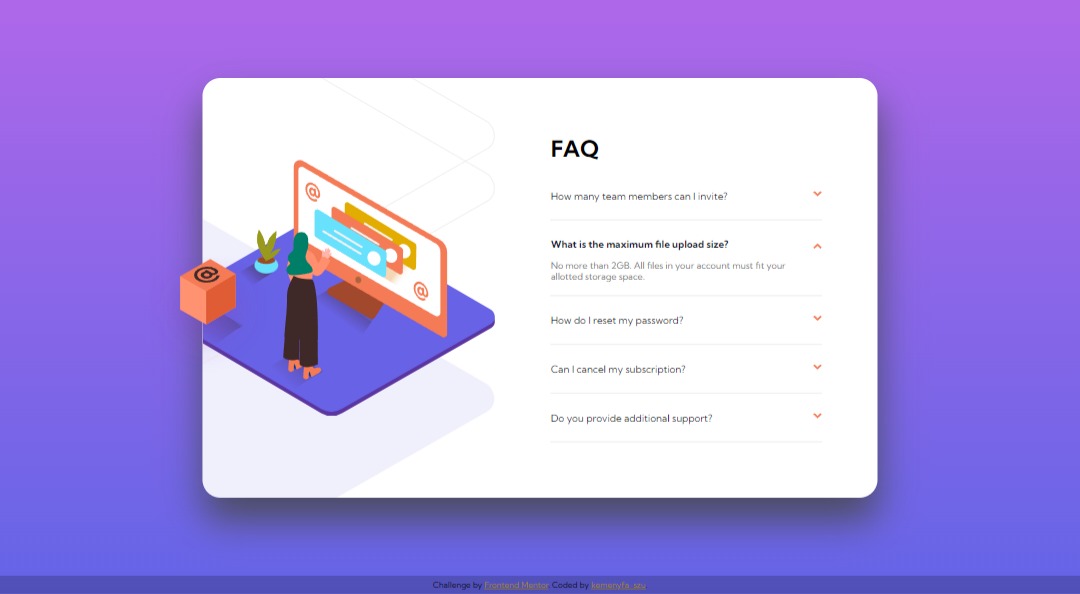 FAQ
How many team members can I invite?
What is the maximum file upload size?
No more than 2GB. All files in your account must fit your
allotted storage space.
How do I reset my password?
Can I cancel my subscription?
Do you provide additional support?
Challenge by Frontend Mentor. Coded by